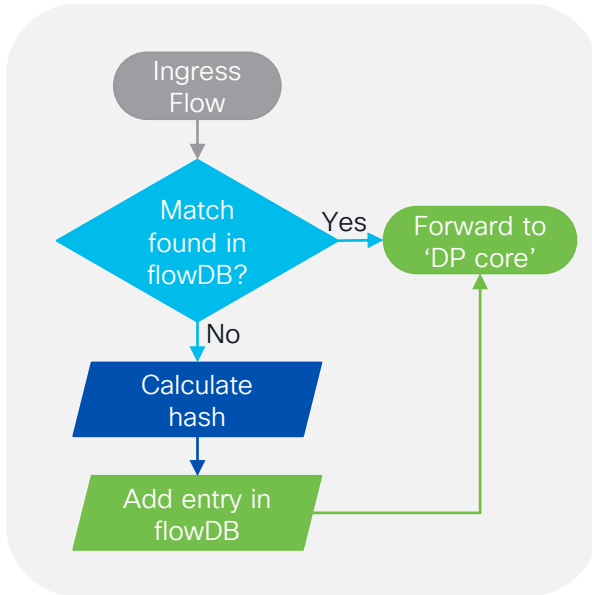 Ingress
Flow
Match
found in
flowDB?
Yes
Forward to
‘DP core’
No
Calculate
hash
Add entry in
flowDB